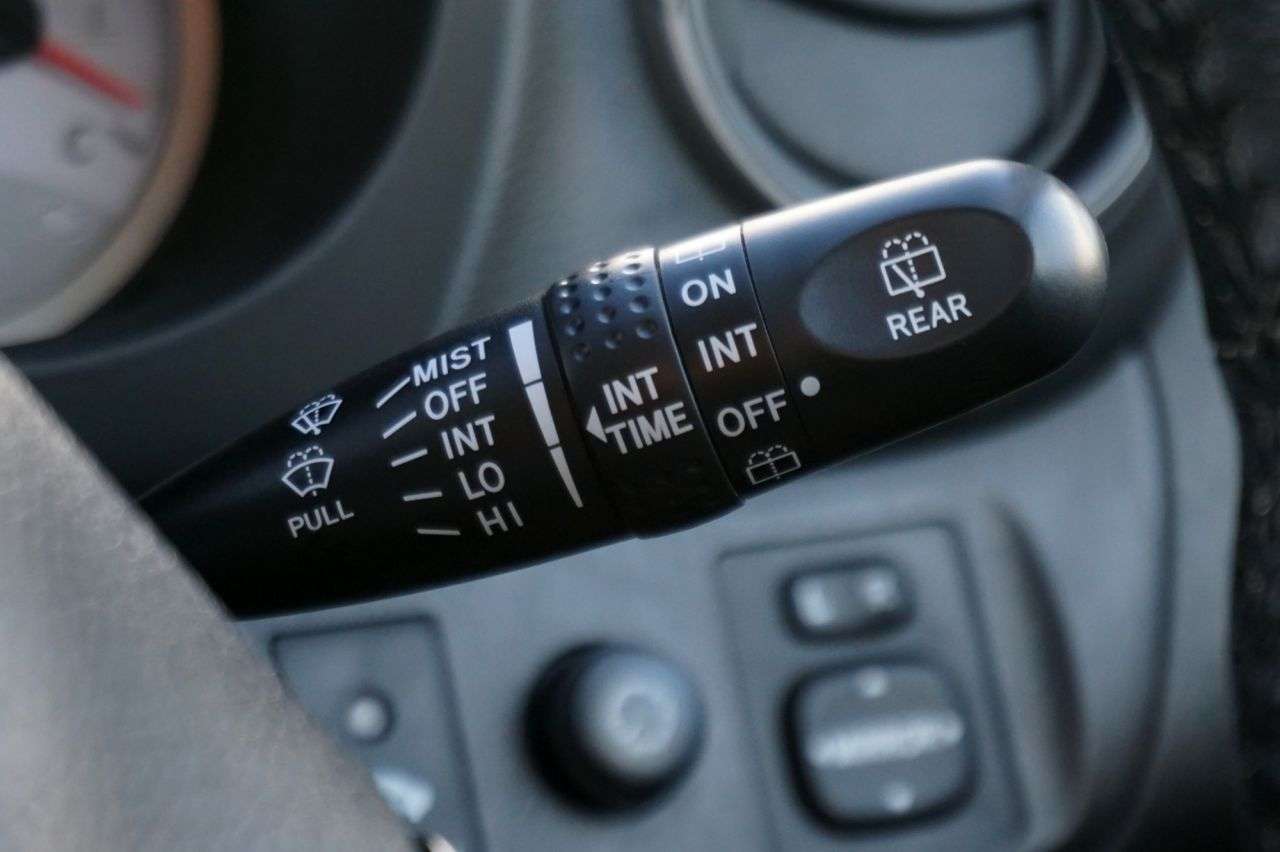 MIST
OFF
INT
LO
HI
PULL
INT
TIME
ON
INT
OFF
REAR